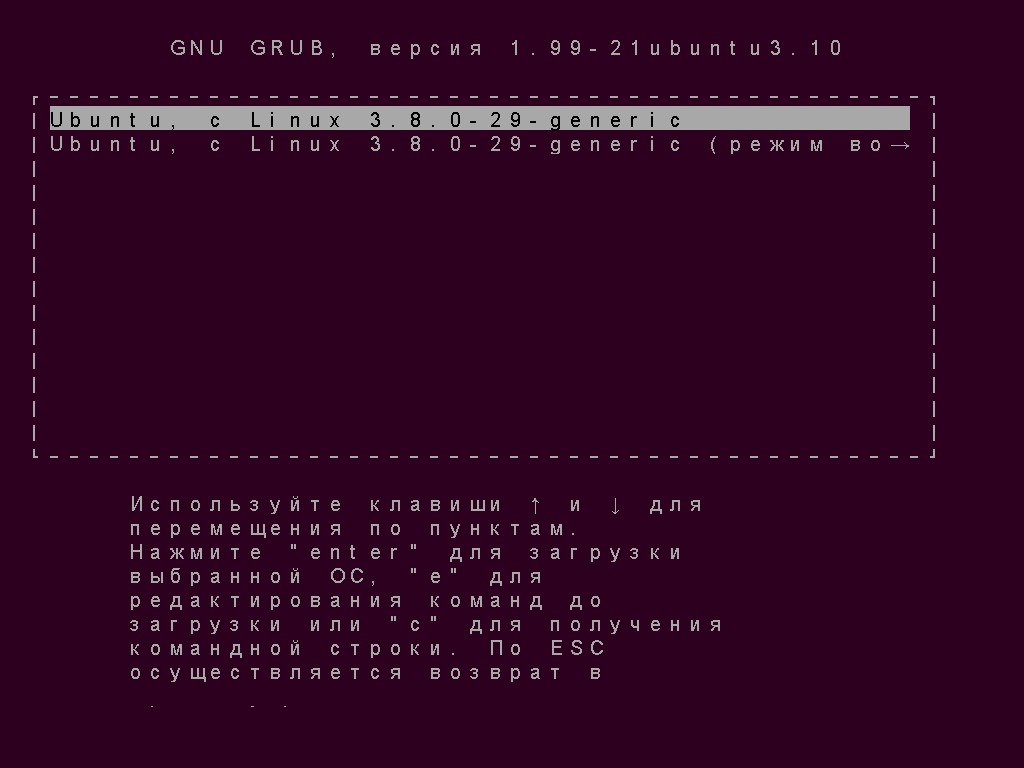 GNU GRUB, версия 1.99-21ubuntu3.10
Ubuntu, с Linux 3.8.0-29-generic
Ubuntu, с Linux 3.8.0-29-generic (режим во→
Используйте клавиши ↑ и ↓ для
перемещения по пунктам.
Нажмите "enter" для загрузки
выбранной ОС, "e" для
редактирования команд до
загрузки или "c" для получения
командной строки. По ESC
осуществляется возврат в